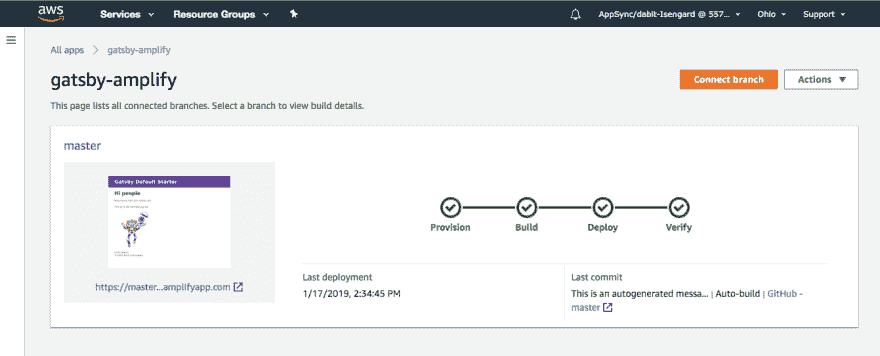 aws
Services
Resource Groups
AppSync/dabit-Isengard @ 557...
Ohio
Support
All apps > gatsby-amplify
gatsby-amplify
Connect branch
Actions
This page lists all connected branches. Select a branch to view build details.
master
Gatsby Default Starter
Hi people
Provision
Build
Deploy
Verify
https://master...amplifyapp.com
Last deployment
1/17/2019, 2:34:45 PM
Last commit
This is an autogenerated messa... | Auto-build | GitHub -
master